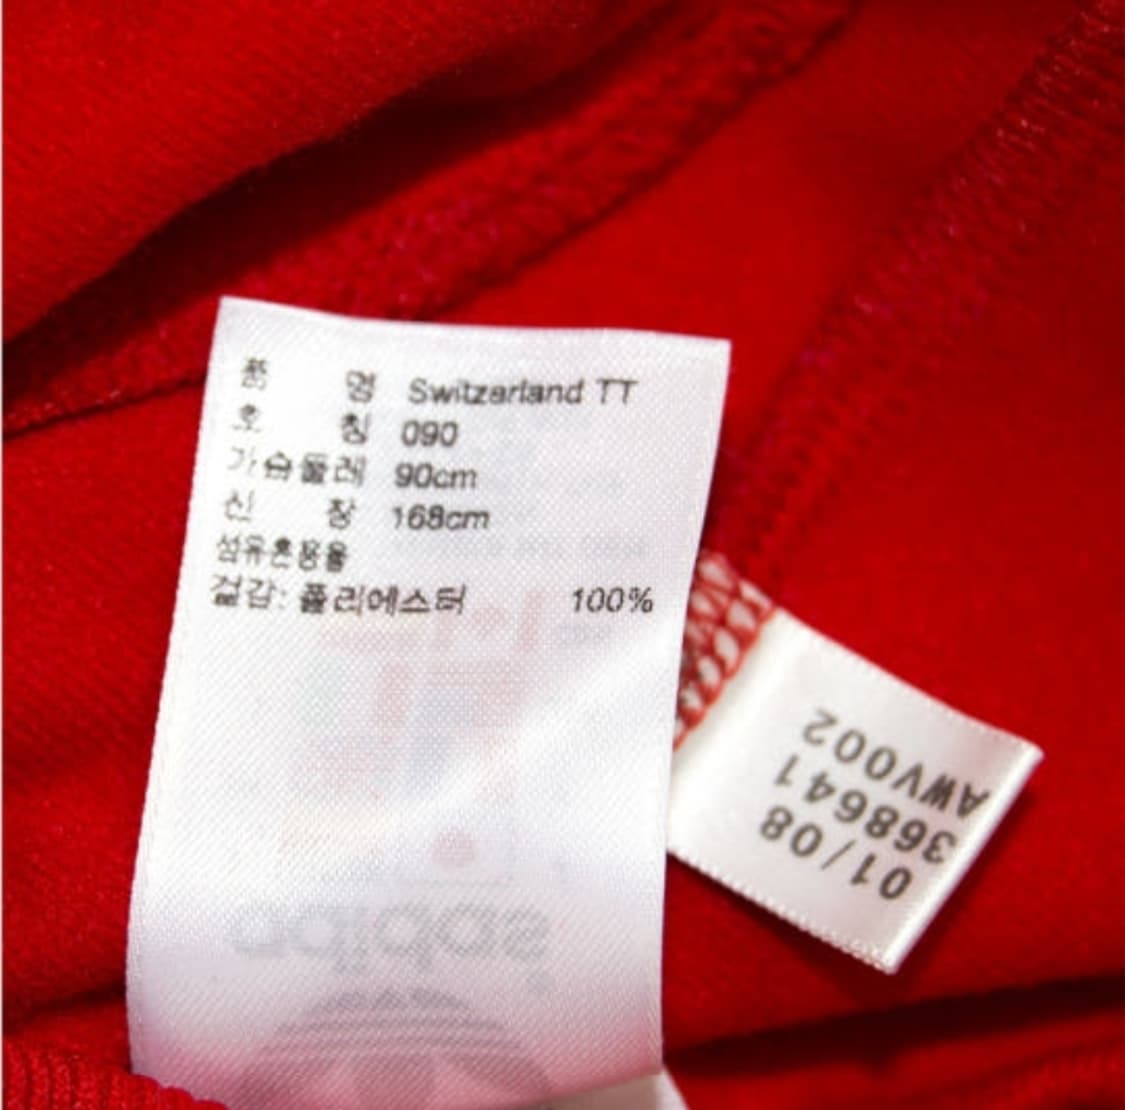 품 명 Switzerland TT
호 칭 090
가슴둘레 90cm
신 장 168cm
섬유혼용율
겉감: 폴리에스터 100%
01/08
368641
AWV002
adidas